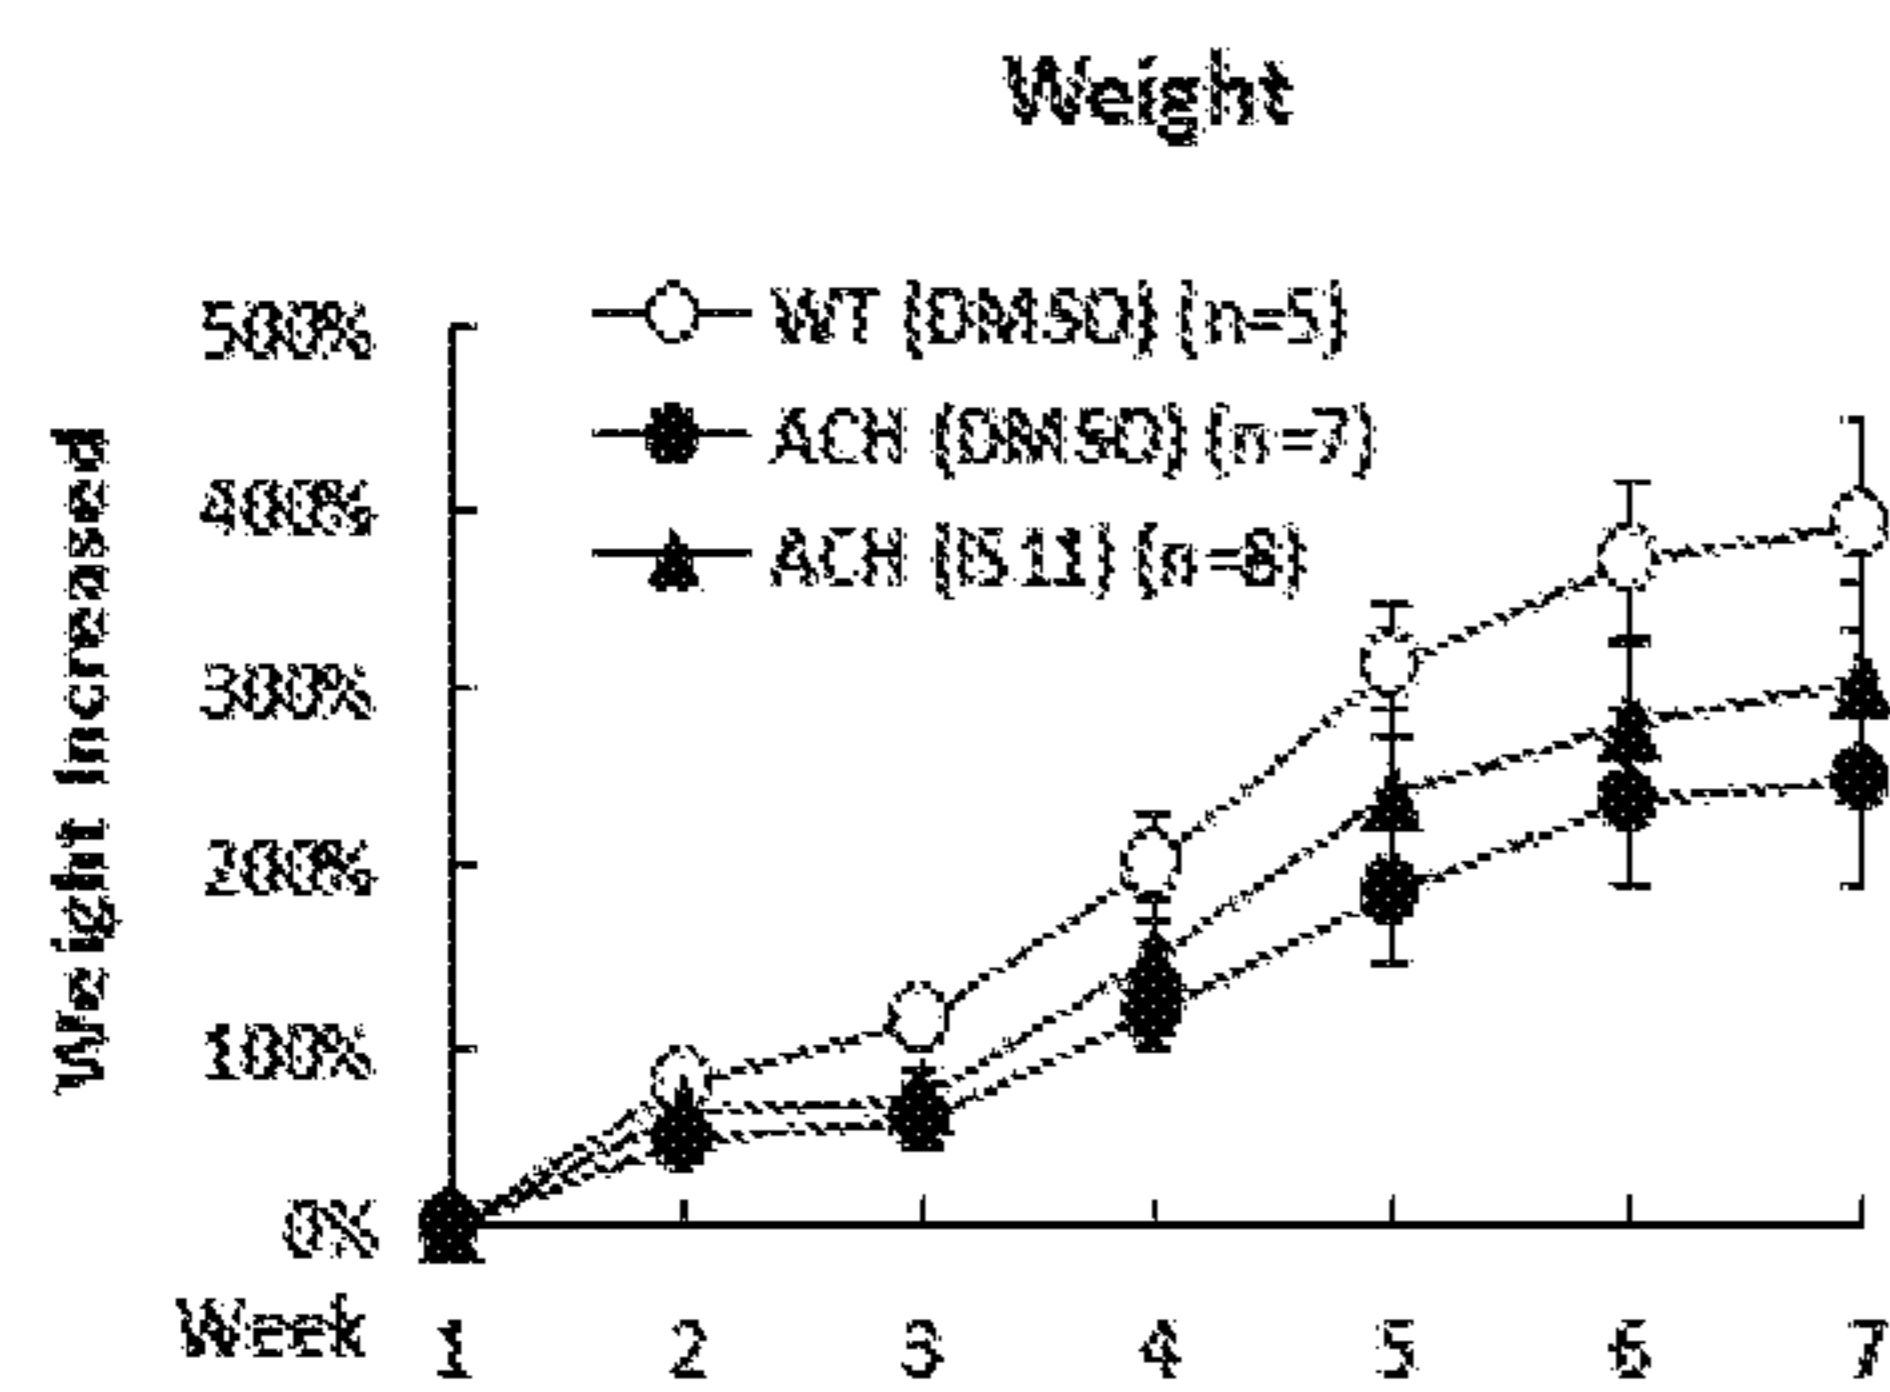 Weight
Weight Increased
500%
400%
300%
200%
100%
0%
WT (DMSO) (n=5)
ACH (DMSO) (n=7)
ACH (IS11) (n=8)
Week 1 2 3 4 5 6 7